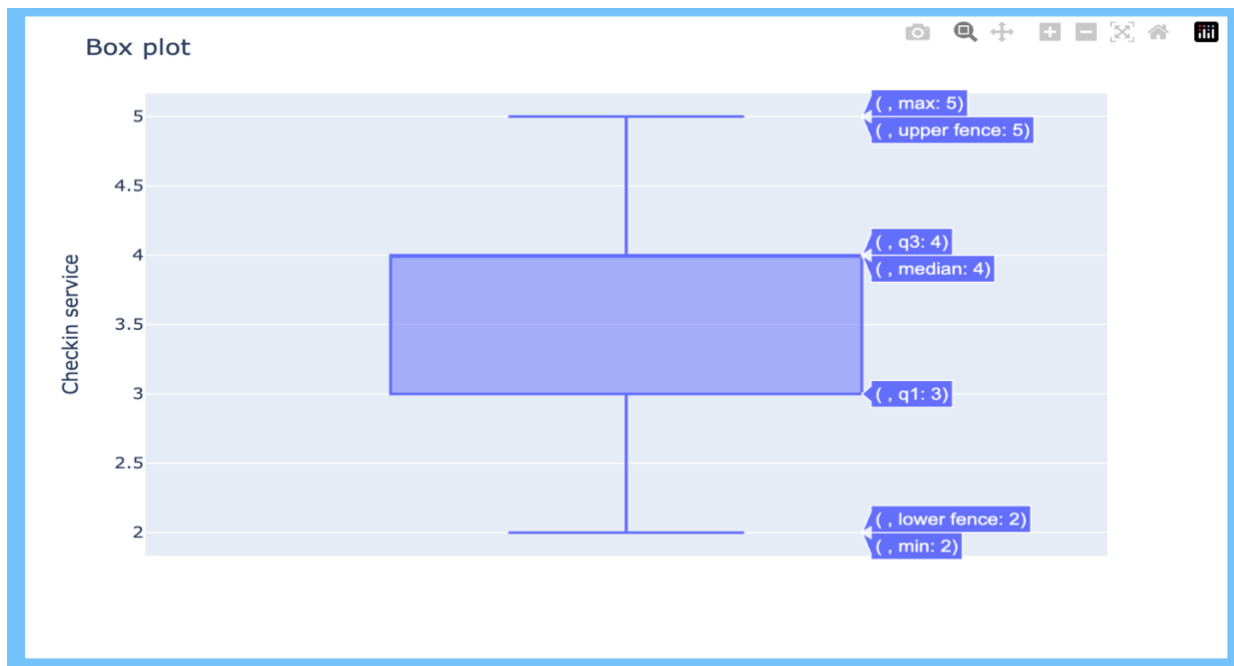 Box plot
5
4.5
4
3.5
3
2.5
2
Checkin service
( , max: 5)
( , upper fence: 5)
( , q3: 4)
( , median: 4)
( , q1: 3)
( , lower fence: 2)
( , min: 2)